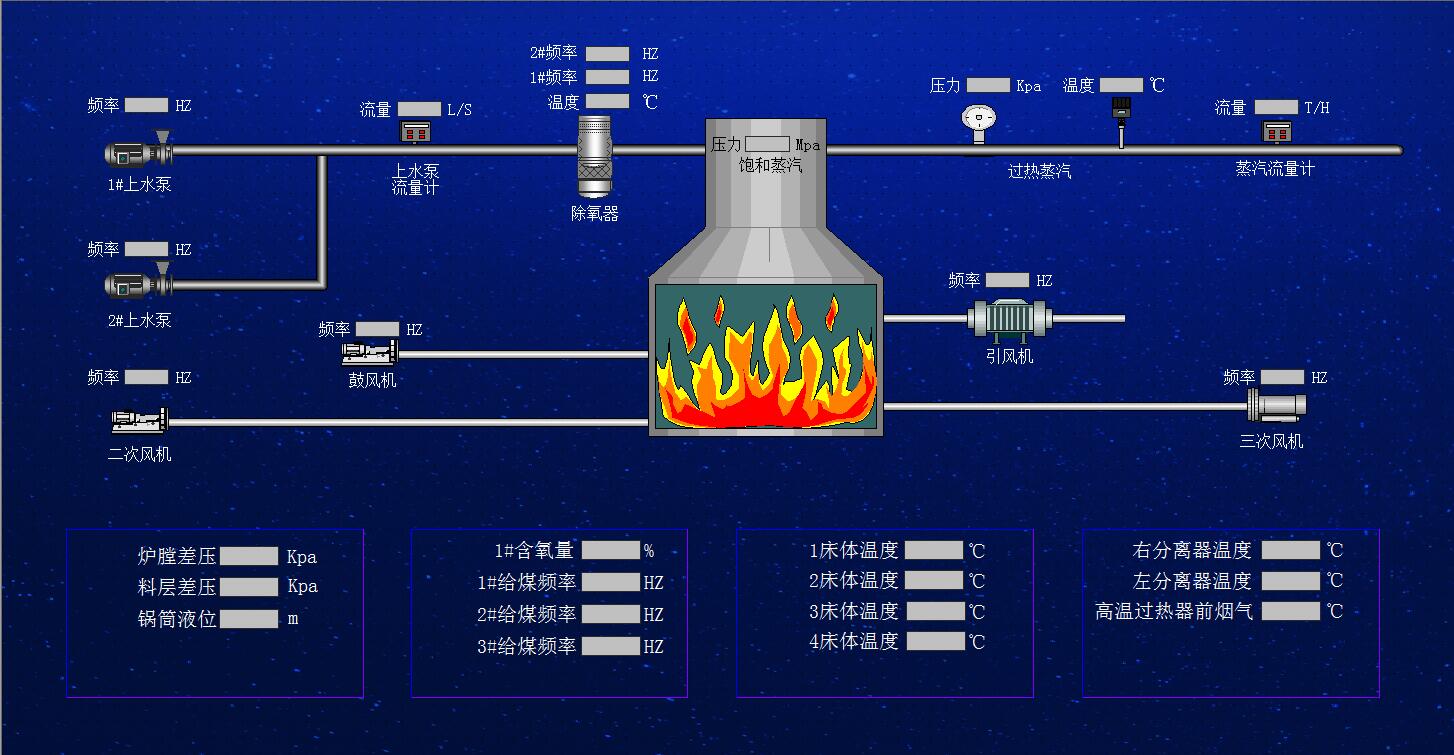 2#频率 HZ
1#频率 HZ
温度 ℃
压力 Kpa
温度 ℃
频率 HZ
流量 L/S
流量 T/H
压力 Mpa
饱和蒸汽
1#上水泵
上水泵
流量计
除氧器
过热蒸汽
蒸汽流量计
频率 HZ
2#上水泵
频率 HZ
引风机
频率 HZ
鼓风机
频率 HZ
二次风机
频率 HZ
三次风机
炉膛差压 Kpa
料层差压 Kpa
锅筒液位 m
1#含氧量 %
1#给煤频率 HZ
2#给煤频率 HZ
3#给煤频率 HZ
1床体温度 ℃
2床体温度 ℃
3床体温度 ℃
4床体温度 ℃
右分离器温度 ℃
左分离器温度 ℃
高温过热器前烟气 ℃